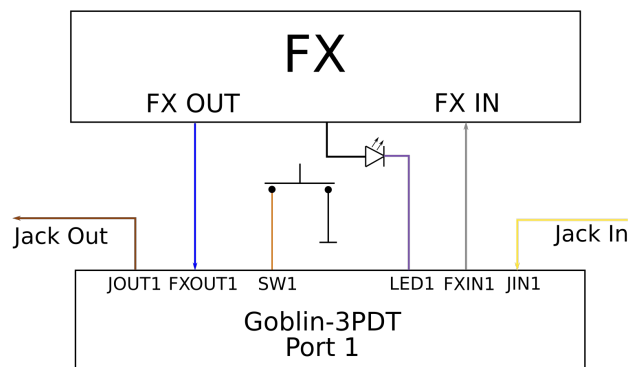 FX
FX OUT FX IN
Jack Out Jack In
JOUT1 FXOUT1 SW1 LED1 FXIN1 JIN1
Goblin-3PDT
Port 1